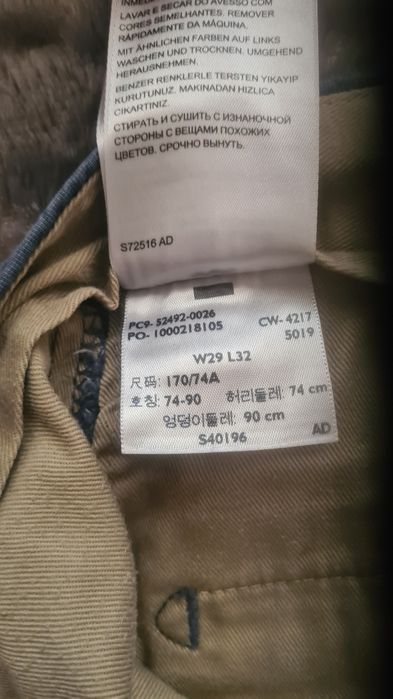 LAVAR E SECAR DO AVESSO COM
CORES SEMELHANTES. REMOVER
RAPIDAMENTE DA MÁQUINA.
MIT ÄHNLICHEN FARBEN AUF LINKS
WASCHEN UND TROCKNEN. UMGEHEND
HERAUSNEHMEN.
BENZER RENKLERLE TERSTEN YIKAYIP
KURUTUNUZ. MAKINADAN HIZLICA
CIKARTINIZ.
СТИРАТЬ И СУШИТЬ С ИЗНАНОЧНОЙ
СТОРОНЫ С ВЕЩАМИ ПОХОЖИХ
ЦВЕТОВ. СРОЧНО ВЫНУТЬ.
S72516 AD
PC9- 52492-0026 CW- 4217
PO- 1000218105 5019
W29 L32
尺码: 170/74A
호칭: 74-90 허리둘레: 74 cm
엉덩이둘레: 90 cm
S40196 AD